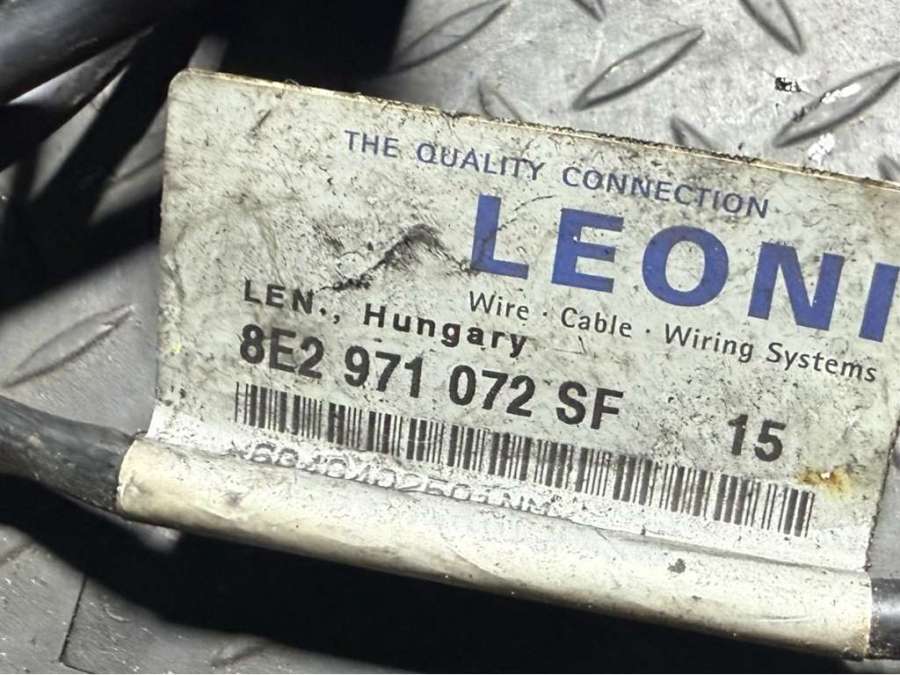 THE QUALITY CONNECTION
LEONI
Wire · Cable · Wiring Systems
LEN., Hungary
8E2 971 072 SF 15